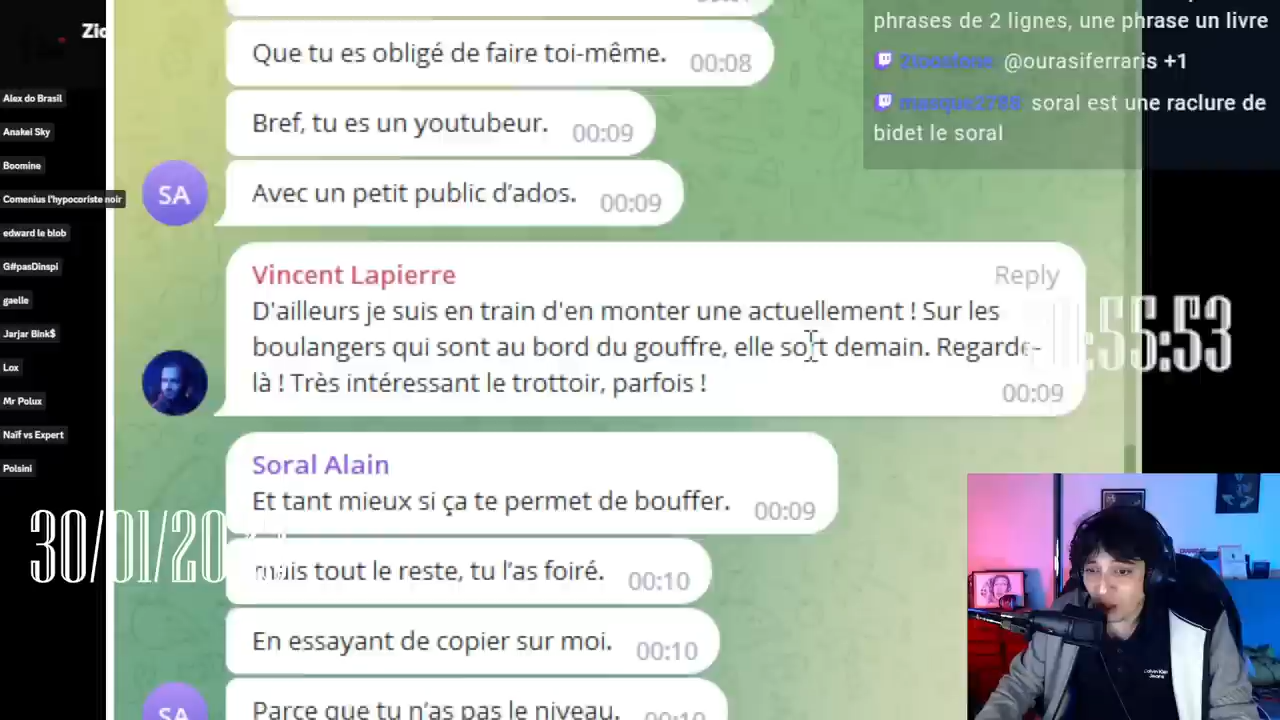 Zio
phrases de 2 lignes, une phrase un livre
@ourasiferraris +1
soral est une raclure de
bidet le soral
Alex do Brasil
Anakei Sky
Boomine
Comenius l'hypocoriste noir
edward le blob
G#pasDinspi
gaelle
Jarjar Bink$
Lox
Mr Polux
Naïf vs Expert
Polsini
Que tu es obligé de faire toi-même. 00:08
Bref, tu es un youtubeur. 00:09
SA
Avec un petit public d'ados. 00:09
Vincent Lapierre Reply
D'ailleurs je suis en train d'en monter une actuellement ! Sur les
boulangers qui sont au bord du gouffre, elle sort demain. Regarde-
là ! Très intéressant le trottoir, parfois !
00:09
:55:53
Soral Alain
Et tant mieux si ça te permet de bouffer. 00:09
30/01/20
mais tout le reste, tu l'as foiré. 00:10
En essayant de copier sur moi. 00:10
SA
Parce que tu n'as pas le niveau. 00:10